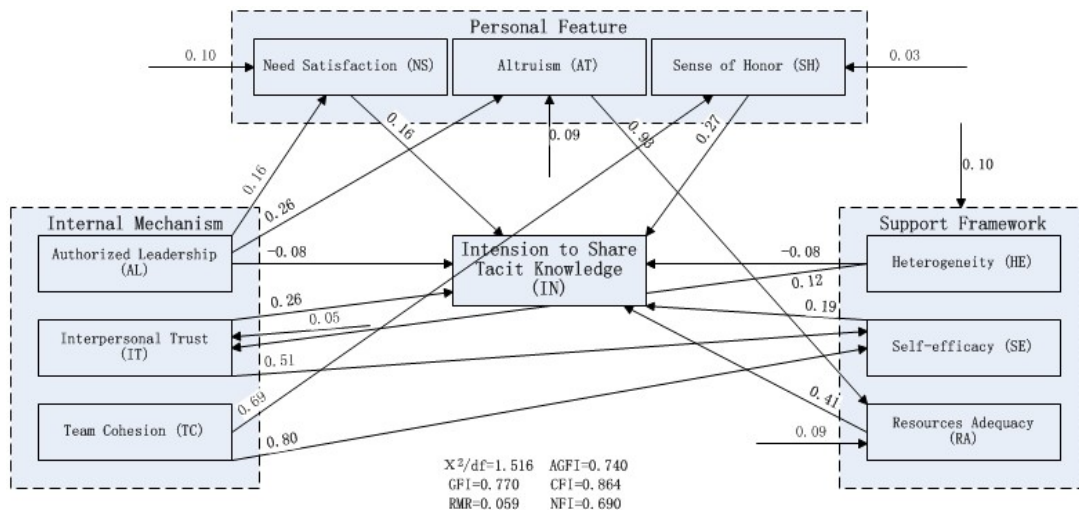 Personal Feature
0.10
Need Satisfaction (NS)
Altruism (AT)
Sense of Honor (SH)
0.03
0.16
0.09
0.93
0.27
0.10
0.16
0.26
Internal Mechanism
Support Framework
Authorized Leadership
(AL)
-0.08
Intension to Share
Tacit Knowledge
(IN)
-0.08
Heterogeneity (HE)
0.12
0.26
0.05
0.19
Interpersonal Trust
(IT)
Self-efficacy (SE)
0.51
0.69
0.41
Team Cohesion (TC)
0.80
0.09
Resources Adequacy
(RA)
X²/df=1.516 AGFI=0.740
GFI=0.770 CFI=0.864
RMR=0.059 NFI=0.690